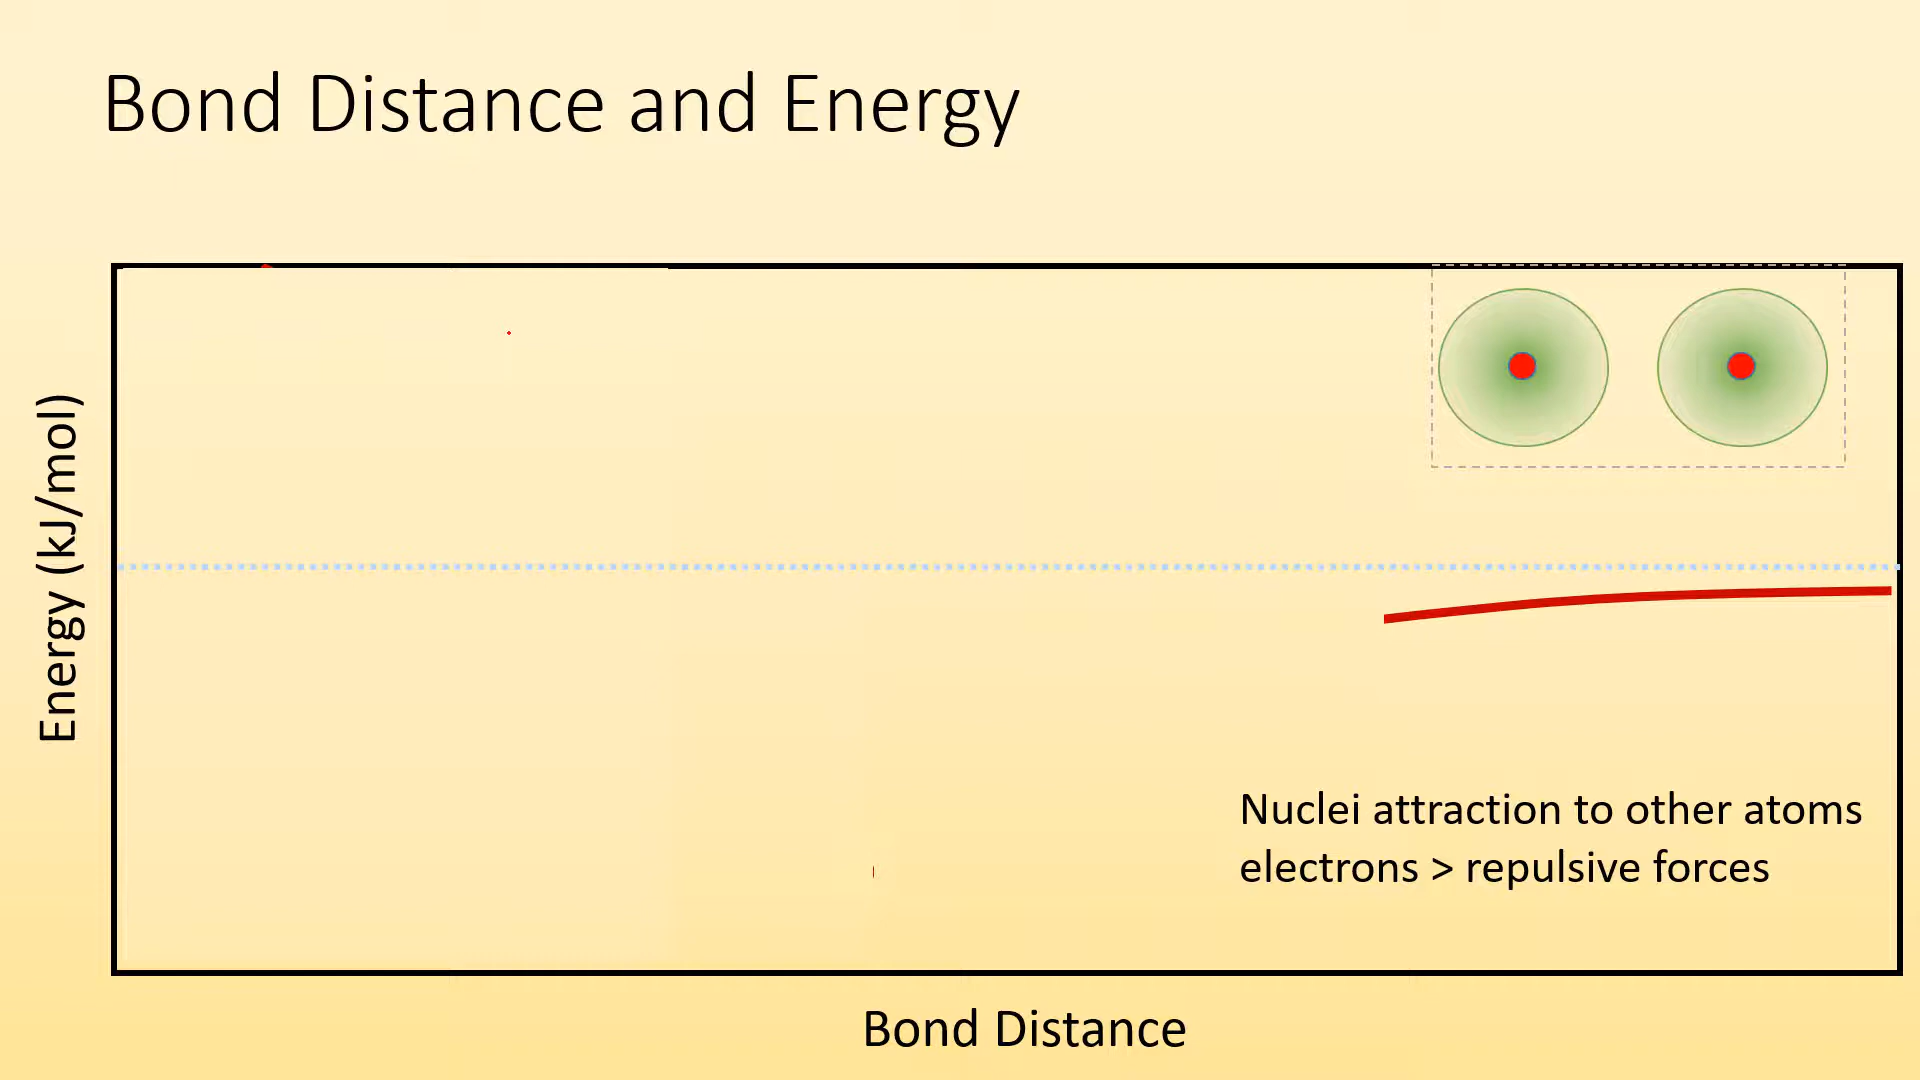 Bond Distance and Energy
Energy (kJ/mol)
Nuclei attraction to other atoms
electrons > repulsive forces
Bond Distance